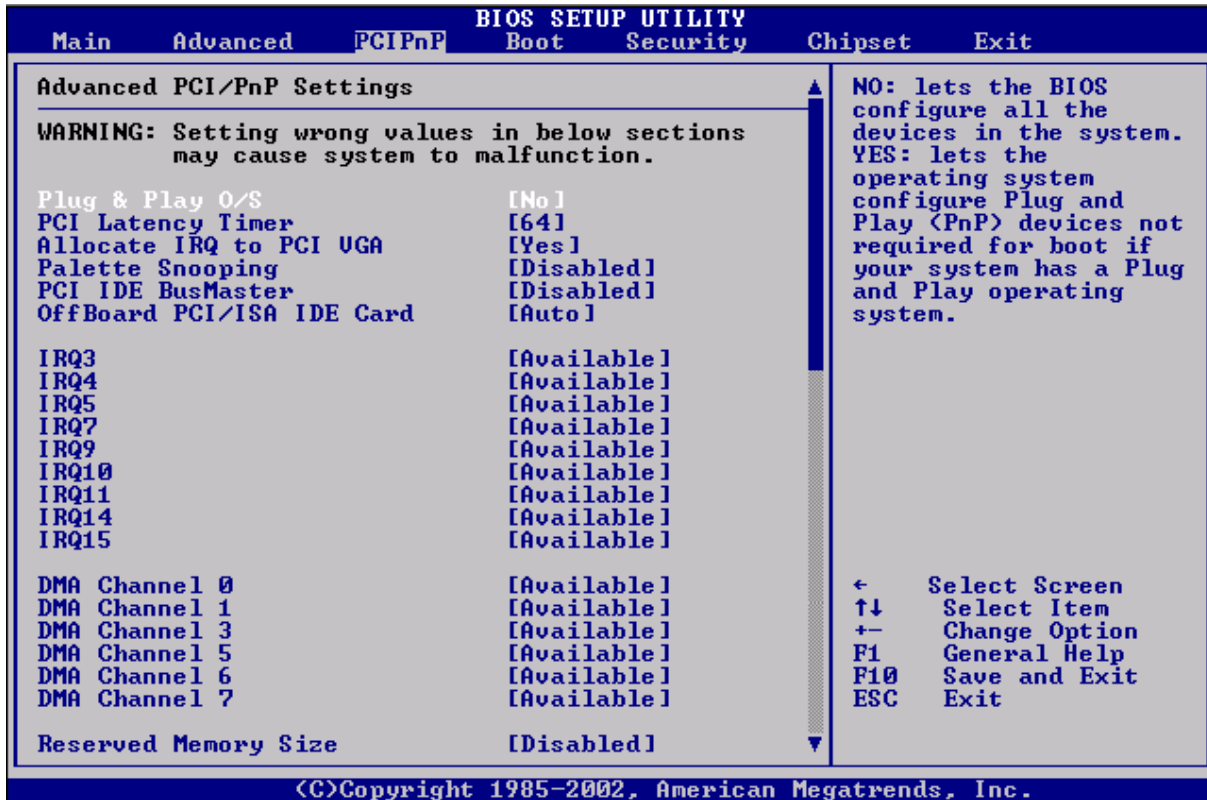 BIOS SETUP UTILITY
Main Advanced PCIPnP Boot Security Chipset Exit
Advanced PCI/PnP Settings
WARNING: Setting wrong values in below sections
may cause system to malfunction.
Plug & Play O/S [No]
PCI Latency Timer [64]
Allocate IRQ to PCI VGA [Yes]
Palette Snooping [Disabled]
PCI IDE BusMaster [Disabled]
OffBoard PCI/ISA IDE Card [Auto]
IRQ3 [Available]
IRQ4 [Available]
IRQ5 [Available]
IRQ7 [Available]
IRQ9 [Available]
IRQ10 [Available]
IRQ11 [Available]
IRQ14 [Available]
IRQ15 [Available]
DMA Channel 0 [Available]
DMA Channel 1 [Available]
DMA Channel 3 [Available]
DMA Channel 5 [Available]
DMA Channel 6 [Available]
DMA Channel 7 [Available]
Reserved Memory Size [Disabled]
NO: lets the BIOS
configure all the
devices in the system.
YES: lets the
operating system
configure Plug and
Play (PnP) devices not
required for boot if
your system has a Plug
and Play operating
system.
← Select Screen
↑↓ Select Item
+- Change Option
F1 General Help
F10 Save and Exit
ESC Exit
(C)Copyright 1985-2002, American Megatrends, Inc.